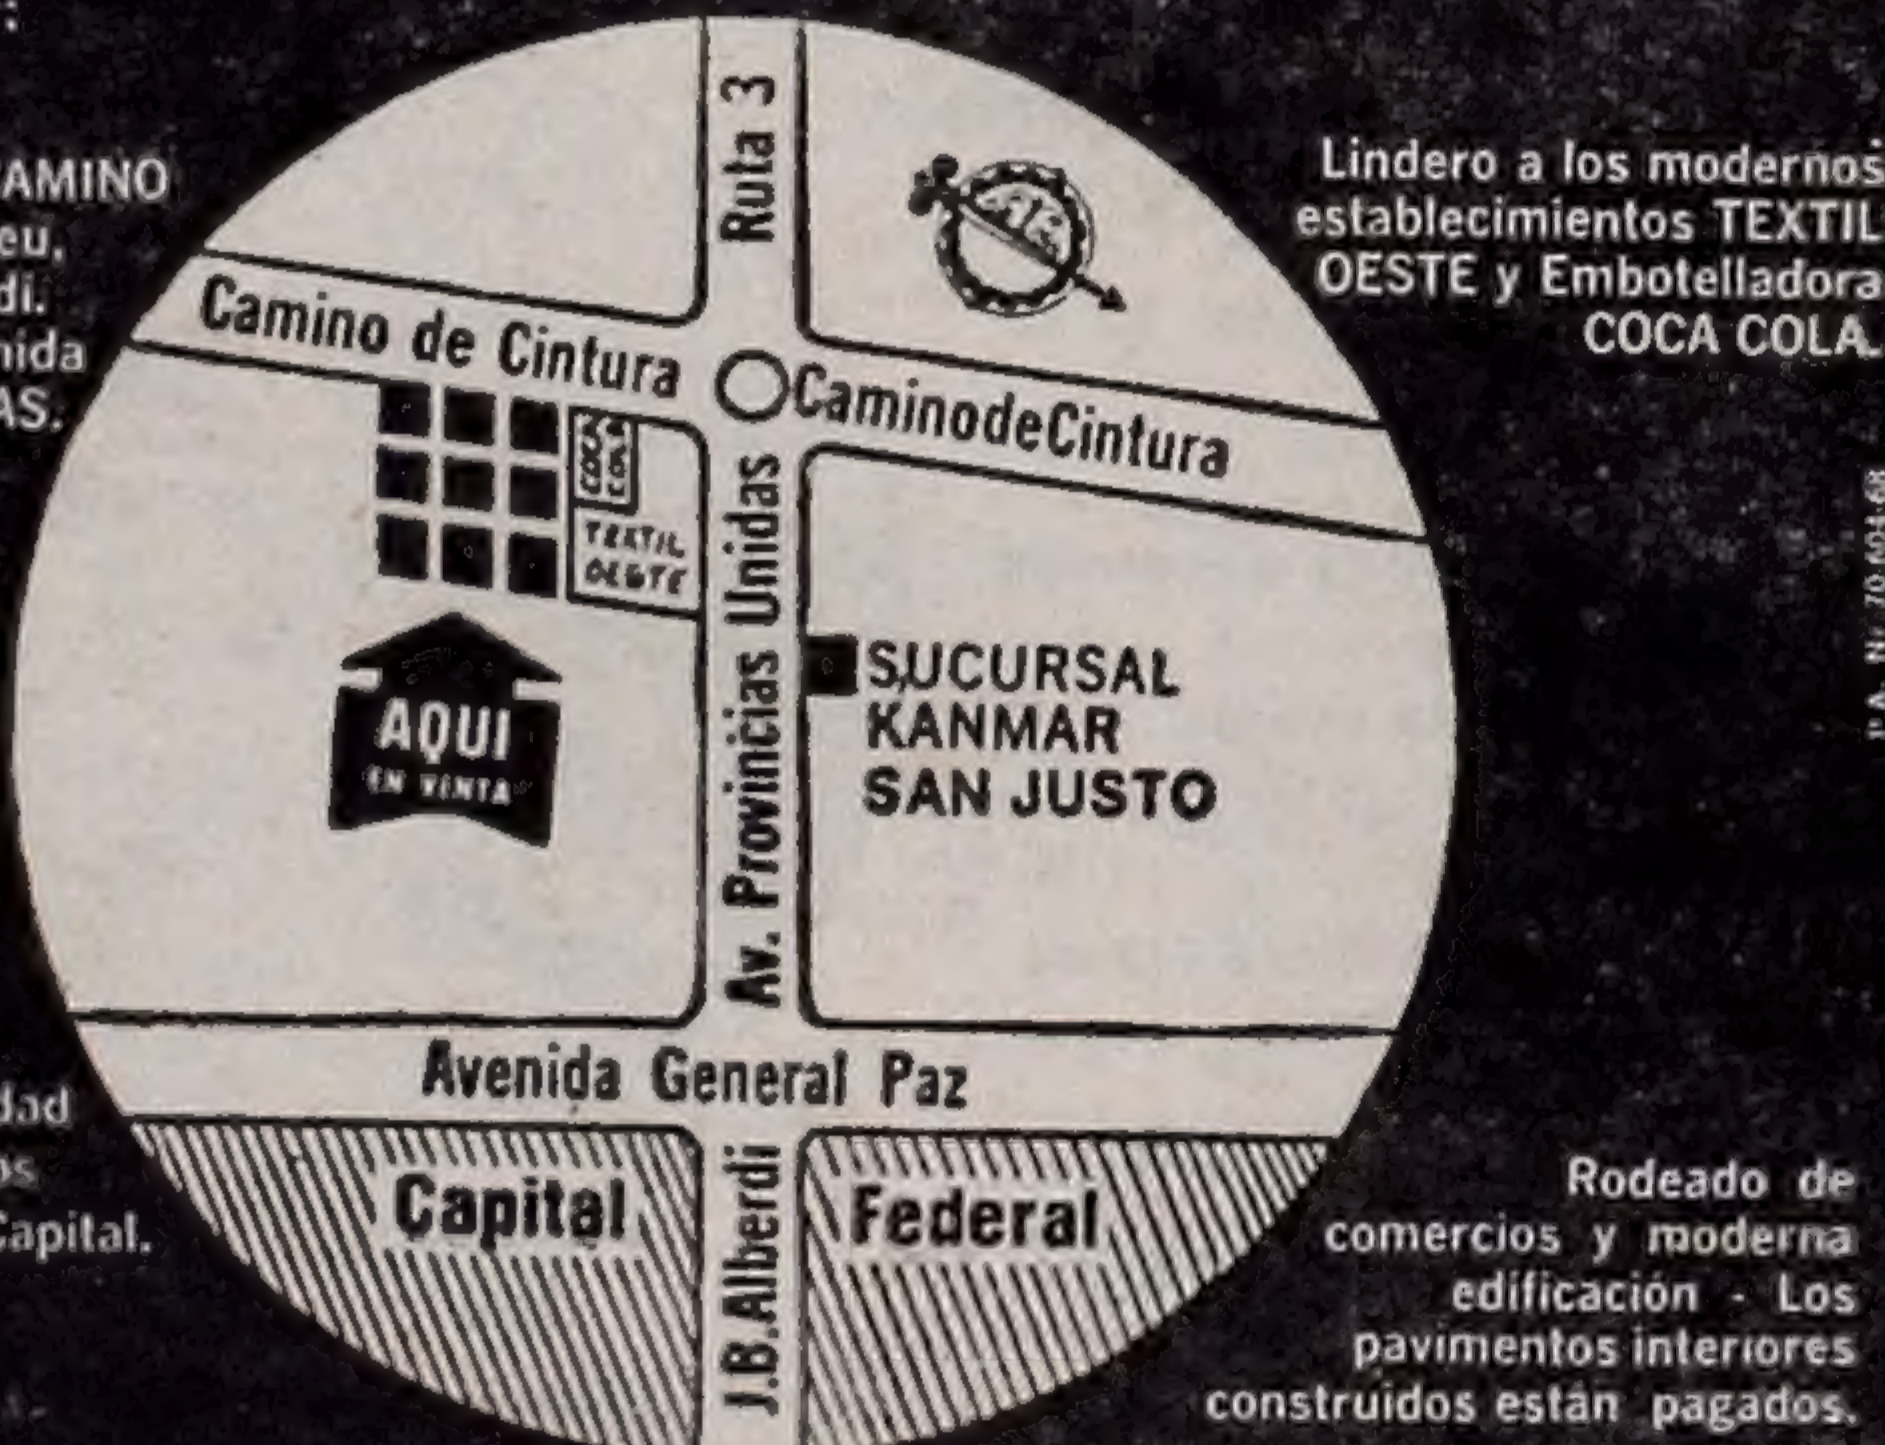 Ruta 3
Lindero a los modernos
establecimientos TEXTIL
OESTE y Embotelladora
COCA COLA.
AMINO
eu,
di.
nida
AS.
Camino de Cintura
CaminodeCintura
COCA
COLA
TEXTIL
OESTE
Av. Provincias Unidas
SUCURSAL
KANMAR
SAN JUSTO
AQUI
EN VENTA
Avenida General Paz
dad
os
Capital.
Capital
Federal
J.B.Alberdi
Rodeado de
comercios y moderna
edificación - Los
pavimentos interiores
construidos están pagados.